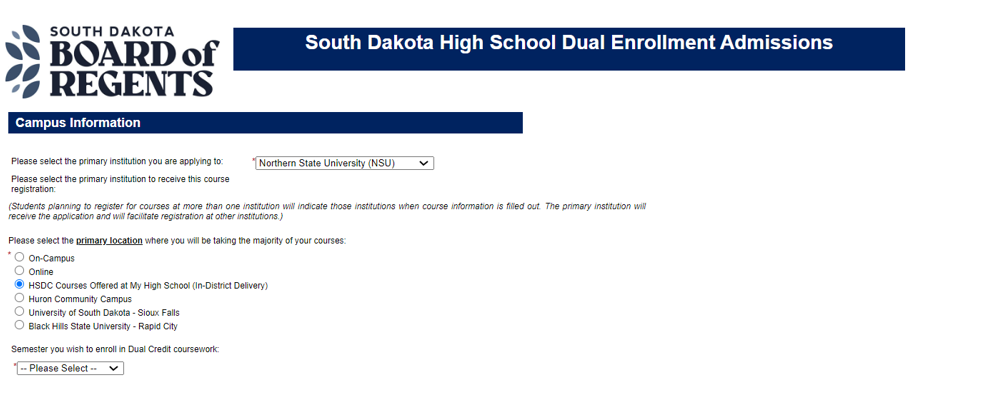 SOUTH DAKOTA
BOARD of
REGENTS
South Dakota High School Dual Enrollment Admissions
Campus Information
Please select the primary institution you are applying to:
* Northern State University (NSU)
Please select the primary institution to receive this course
registration:
(Students planning to register for courses at more than one institution will indicate those institutions when course information is filled out. The primary institution will
receive the application and will facilitate registration at other institutions.)
Please select the primary location where you will be taking the majority of your courses:
* On-Campus
Online
HSDC Courses Offered at My High School (In-District Delivery)
Huron Community Campus
University of South Dakota - Sioux Falls
Black Hills State University - Rapid City
Semester you wish to enroll in Dual Credit coursework:
* -- Please Select --